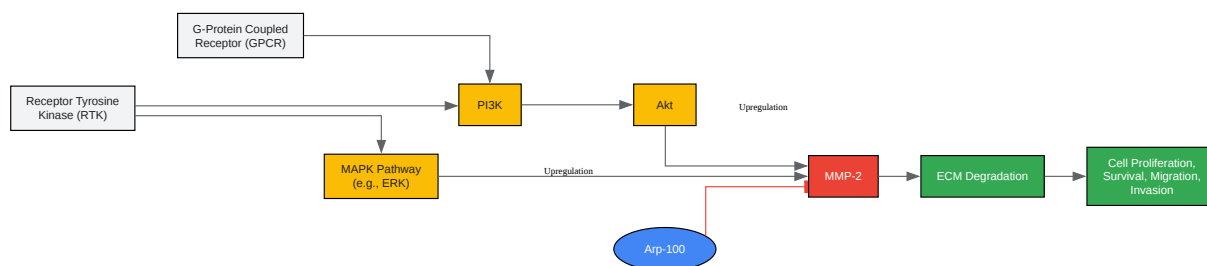 G-Protein Coupled
Receptor (GPCR)
Receptor Tyrosine
Kinase (RTK)
PI3K
Akt
Upregulation
MAPK Pathway
(e.g., ERK)
Upregulation
MMP-2
ECM Degradation
Cell Proliferation,
Survival, Migration,
Invasion
Arp-100